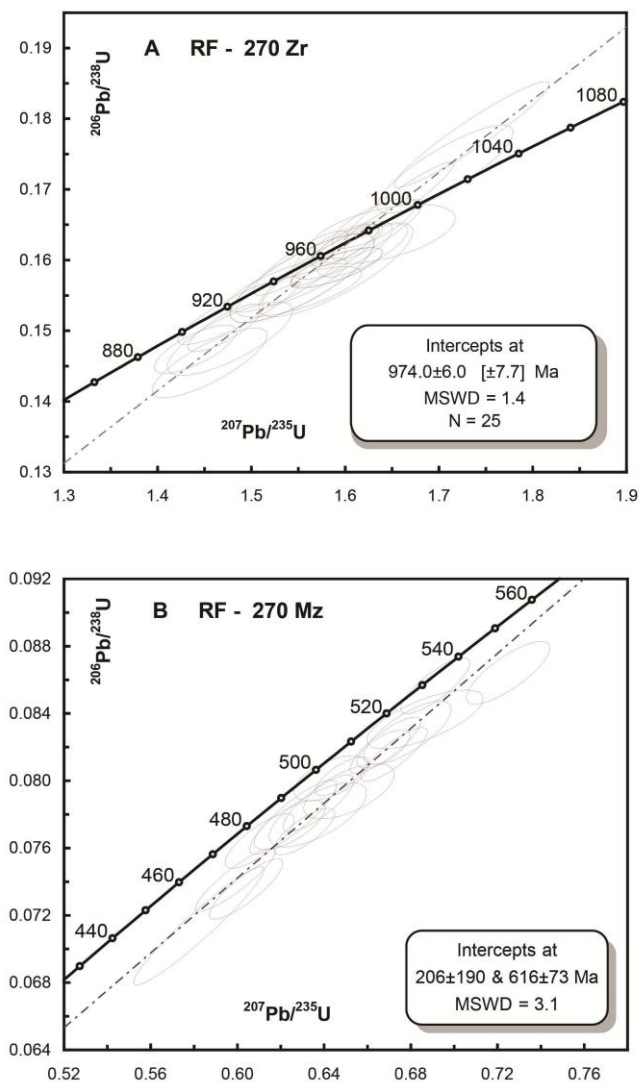 A RF - 270 Zr
206Pb/238U
0.19
0.18
0.17
0.16
0.15
0.14
0.13
880
920
960
1000
1040
1080
Intercepts at
974.0±6.0 [±7.7] Ma
MSWD = 1.4
N = 25
207Pb/235U
1.3 1.4 1.5 1.6 1.7 1.8 1.9
B RF - 270 Mz
206Pb/238U
0.092
0.088
0.084
0.080
0.076
0.072
0.068
0.064
440
460
480
500
520
540
560
Intercepts at
206±190 & 616±73 Ma
MSWD = 3.1
207Pb/235U
0.52 0.56 0.60 0.64 0.68 0.72 0.76